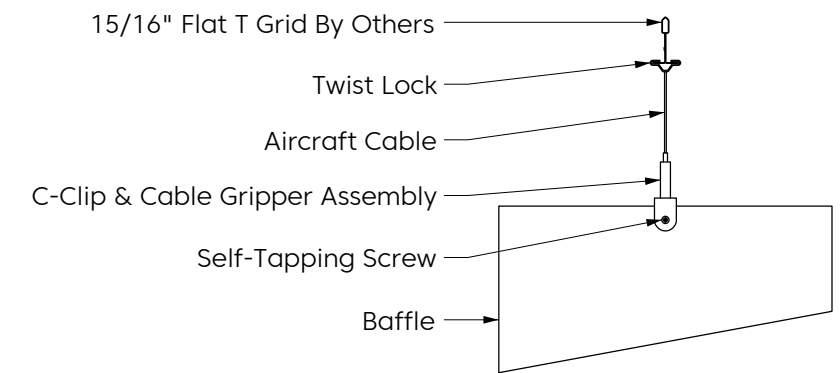 15/16" Flat T Grid By Others
Twist Lock
Aircraft Cable
C-Clip & Cable Gripper Assembly
Self-Tapping Screw
Baffle